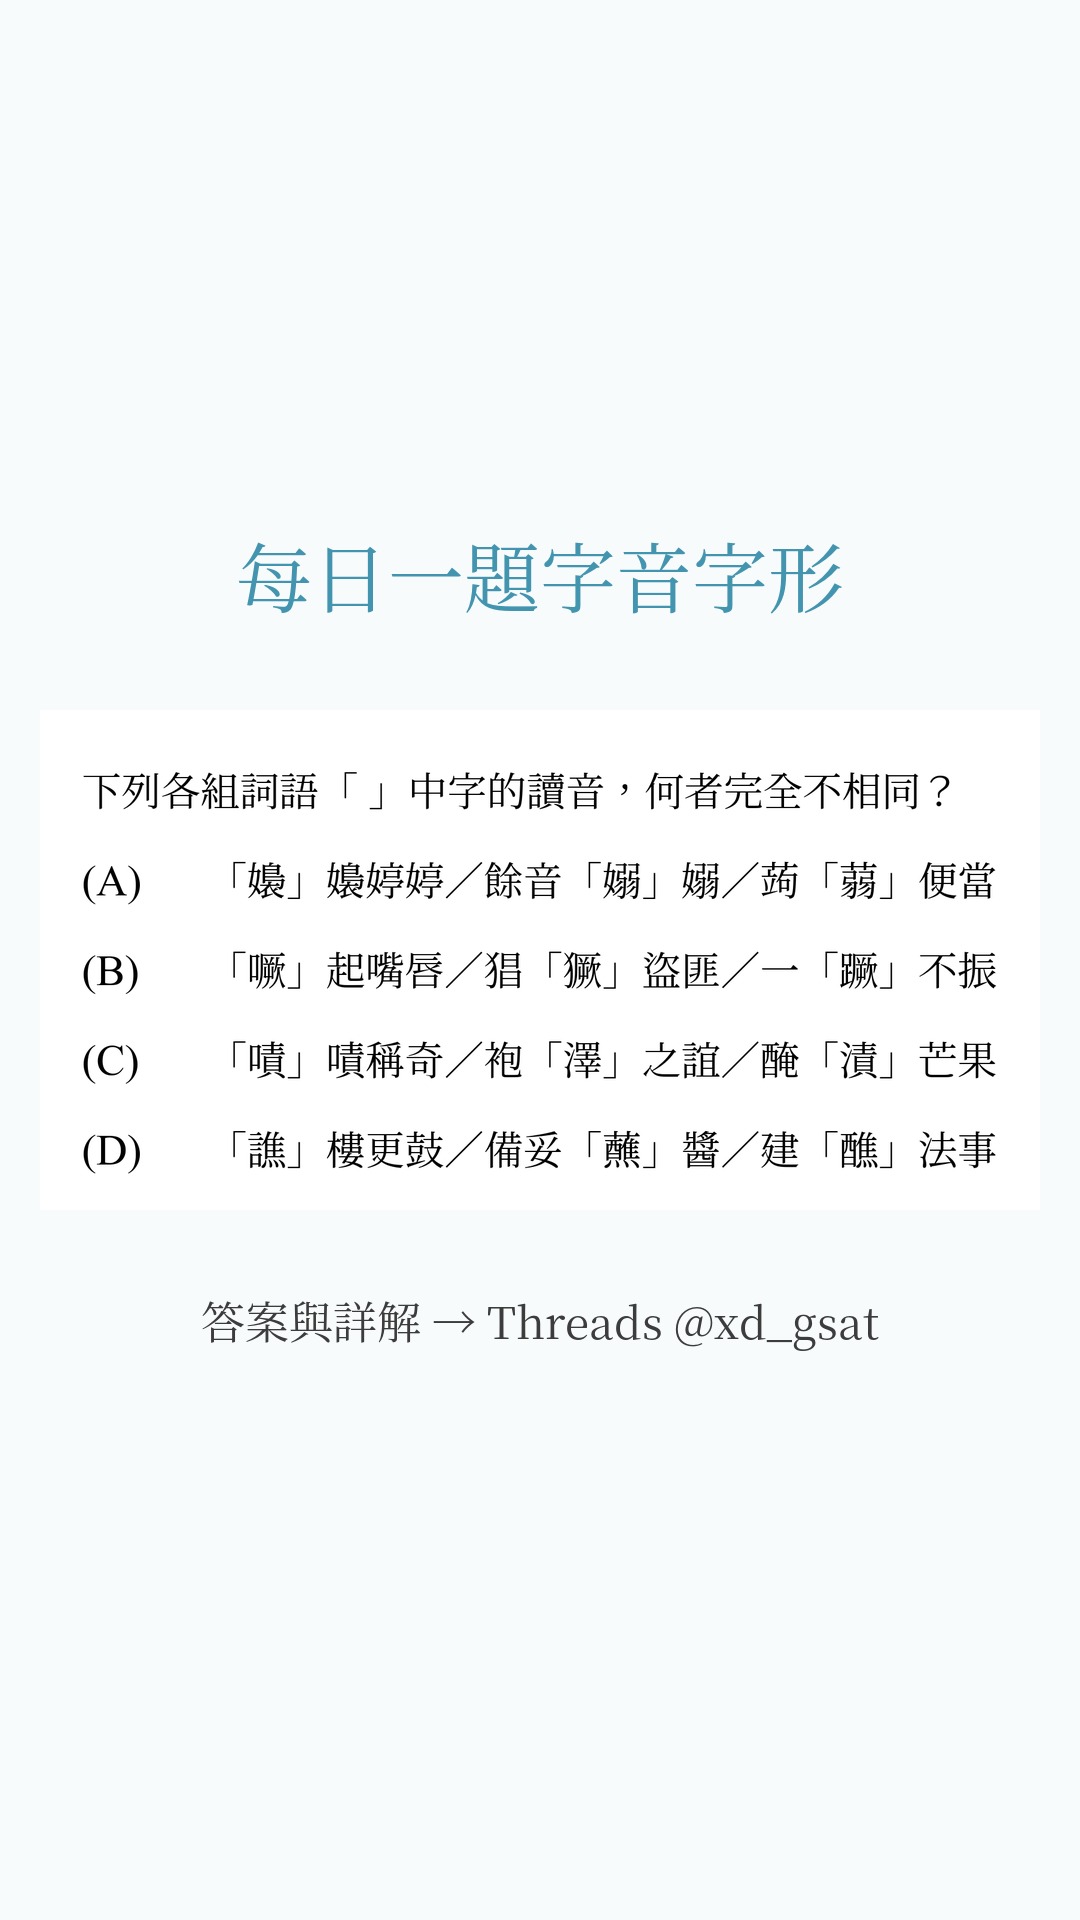 每日一題字音字形
下列各組詞語「 」中字的讀音，何者完全不相同？
(A) 「嬝」嬝婷婷／餘音「嫋」嫋／蒟「蒻」便當
(B) 「噘」起嘴唇／猖「獗」盜匪／一「蹶」不振
(C) 「嘖」嘖稱奇／袍「澤」之誼／醃「漬」芒果
(D) 「譙」樓更鼓／備妥「蘸」醬／建「醮」法事
答案與詳解 → Threads @xd_gsat